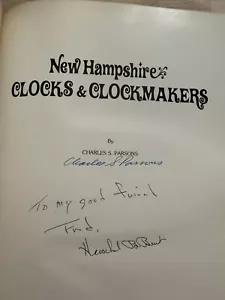 New Hampshire
CLOCKS & CLOCKMAKERS
By
CHARLES S. PARSONS
Charles S Parsons
To my good friend
Fred,